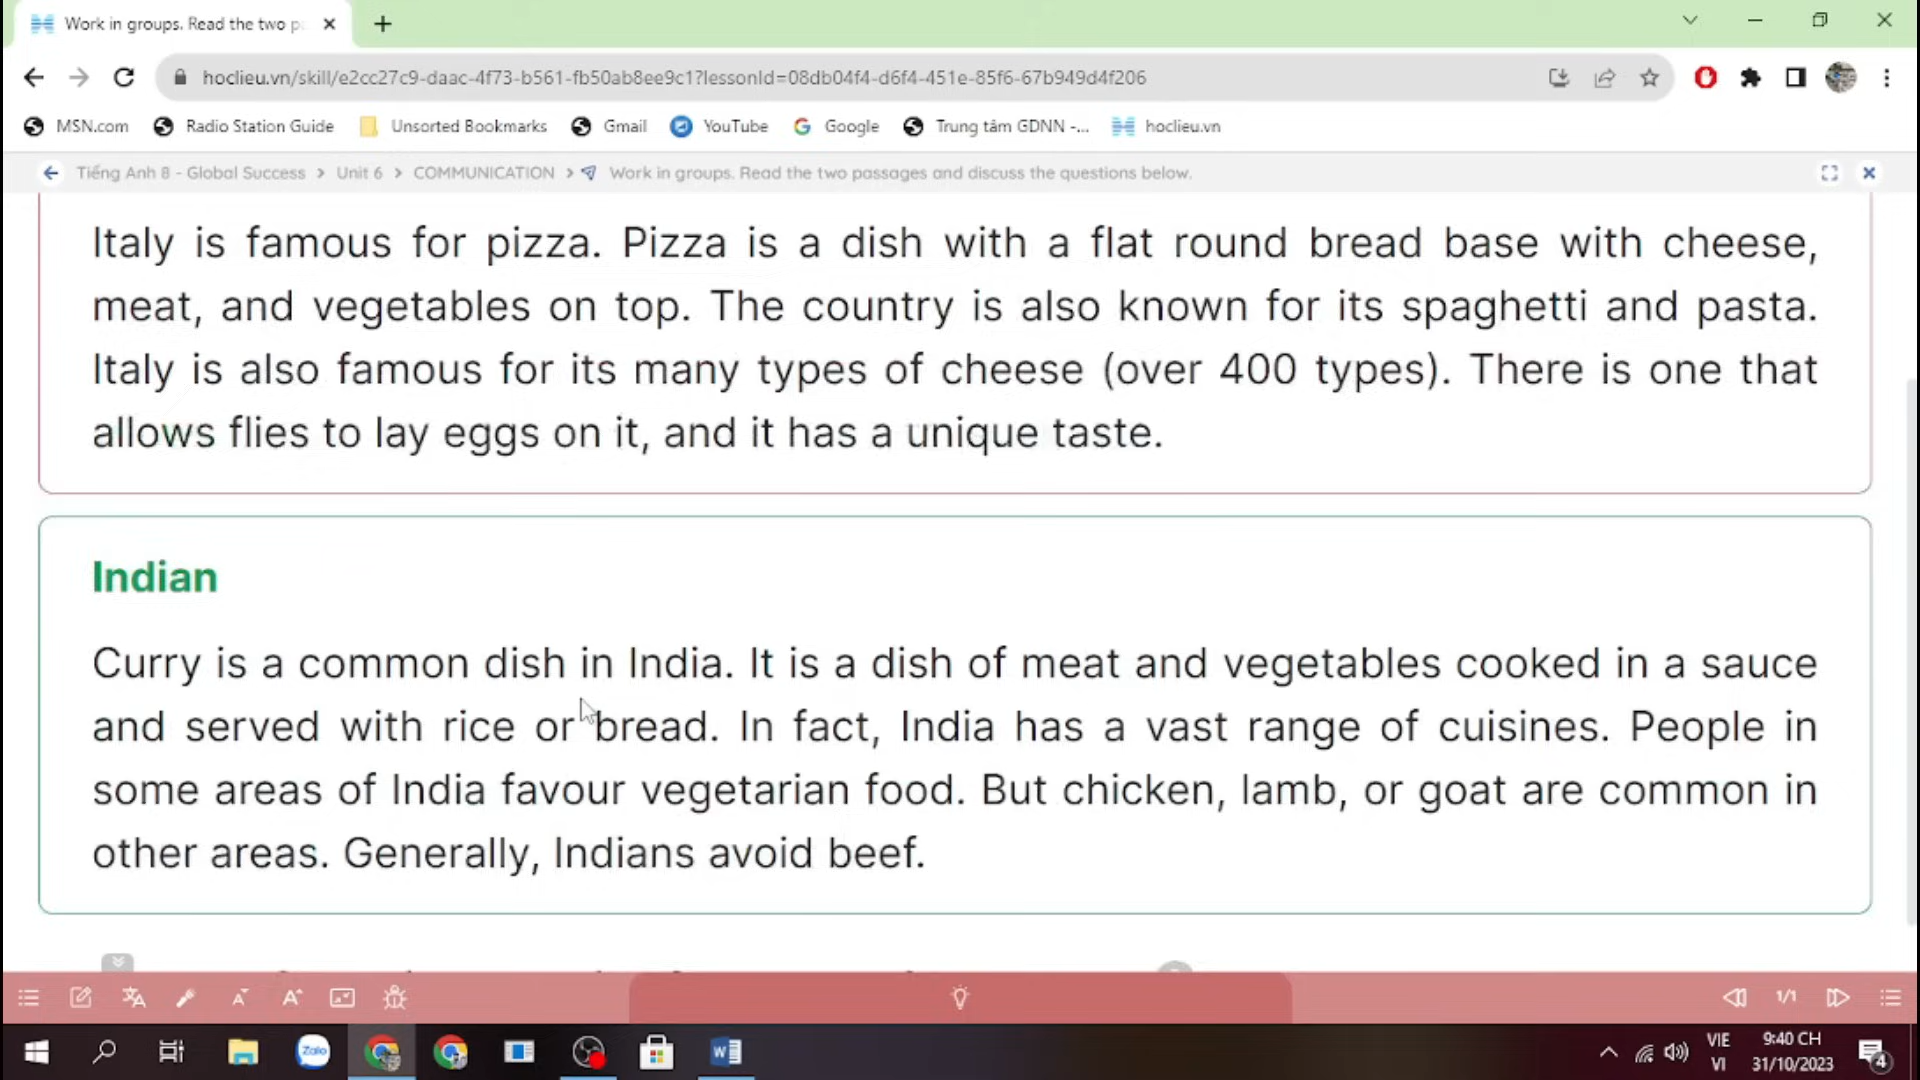 Work in groups. Read the two p
hoclieu.vn/skill/e2cc27c9-daac-4f73-b561-fb50ab8ee9c1?lessonId=08db04f4-d6f4-451e-85f6-67b949d4f206
MSN.com Radio Station Guide Unsorted Bookmarks Gmail YouTube Google Trung tâm GDNN -... hoclieu.vn
Tiếng Anh 8 - Global Success > Unit 6 > COMMUNICATION > Work in groups. Read the two passages and discuss the questions below.
Italy is famous for pizza. Pizza is a dish with a flat round bread base with cheese,
meat, and vegetables on top. The country is also known for its spaghetti and pasta.
Italy is also famous for its many types of cheese (over 400 types). There is one that
allows flies to lay eggs on it, and it has a unique taste.
Indian
Curry is a common dish in India. It is a dish of meat and vegetables cooked in a sauce
and served with rice or bread. In fact, India has a vast range of cuisines. People in
some areas of India favour vegetarian food. But chicken, lamb, or goat are common in
other areas. Generally, Indians avoid beef.
1/1
Zalo
VIE 9:40 CH
VI 31/10/2023
4